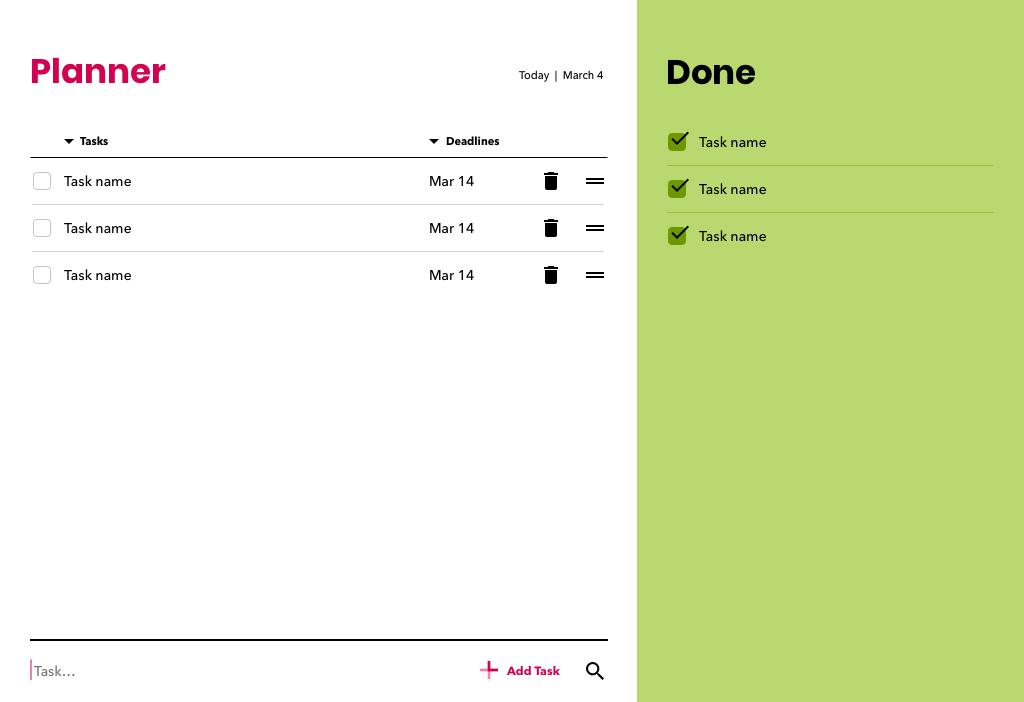 Planner
Today | March 4
Tasks Deadlines
Task name Mar 14
Task name Mar 14
Task name Mar 14
Task...
Add Task
Done
Task name
Task name
Task name